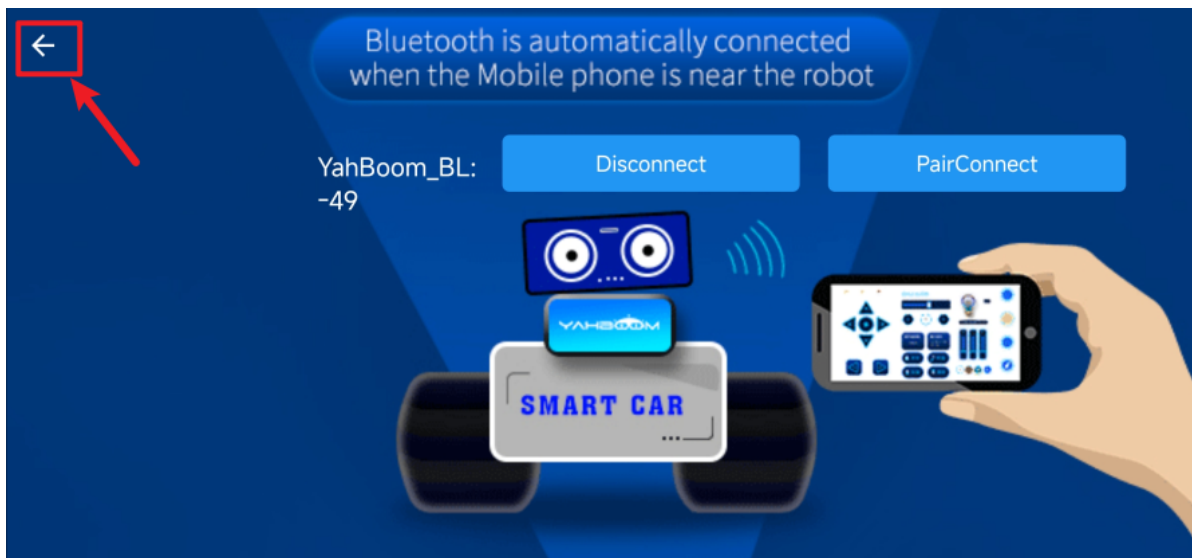 Bluetooth is automatically connected
when the Mobile phone is near the robot
YahBoom_BL:
-49
Disconnect
PairConnect
YAHBOOM
SMART CAR